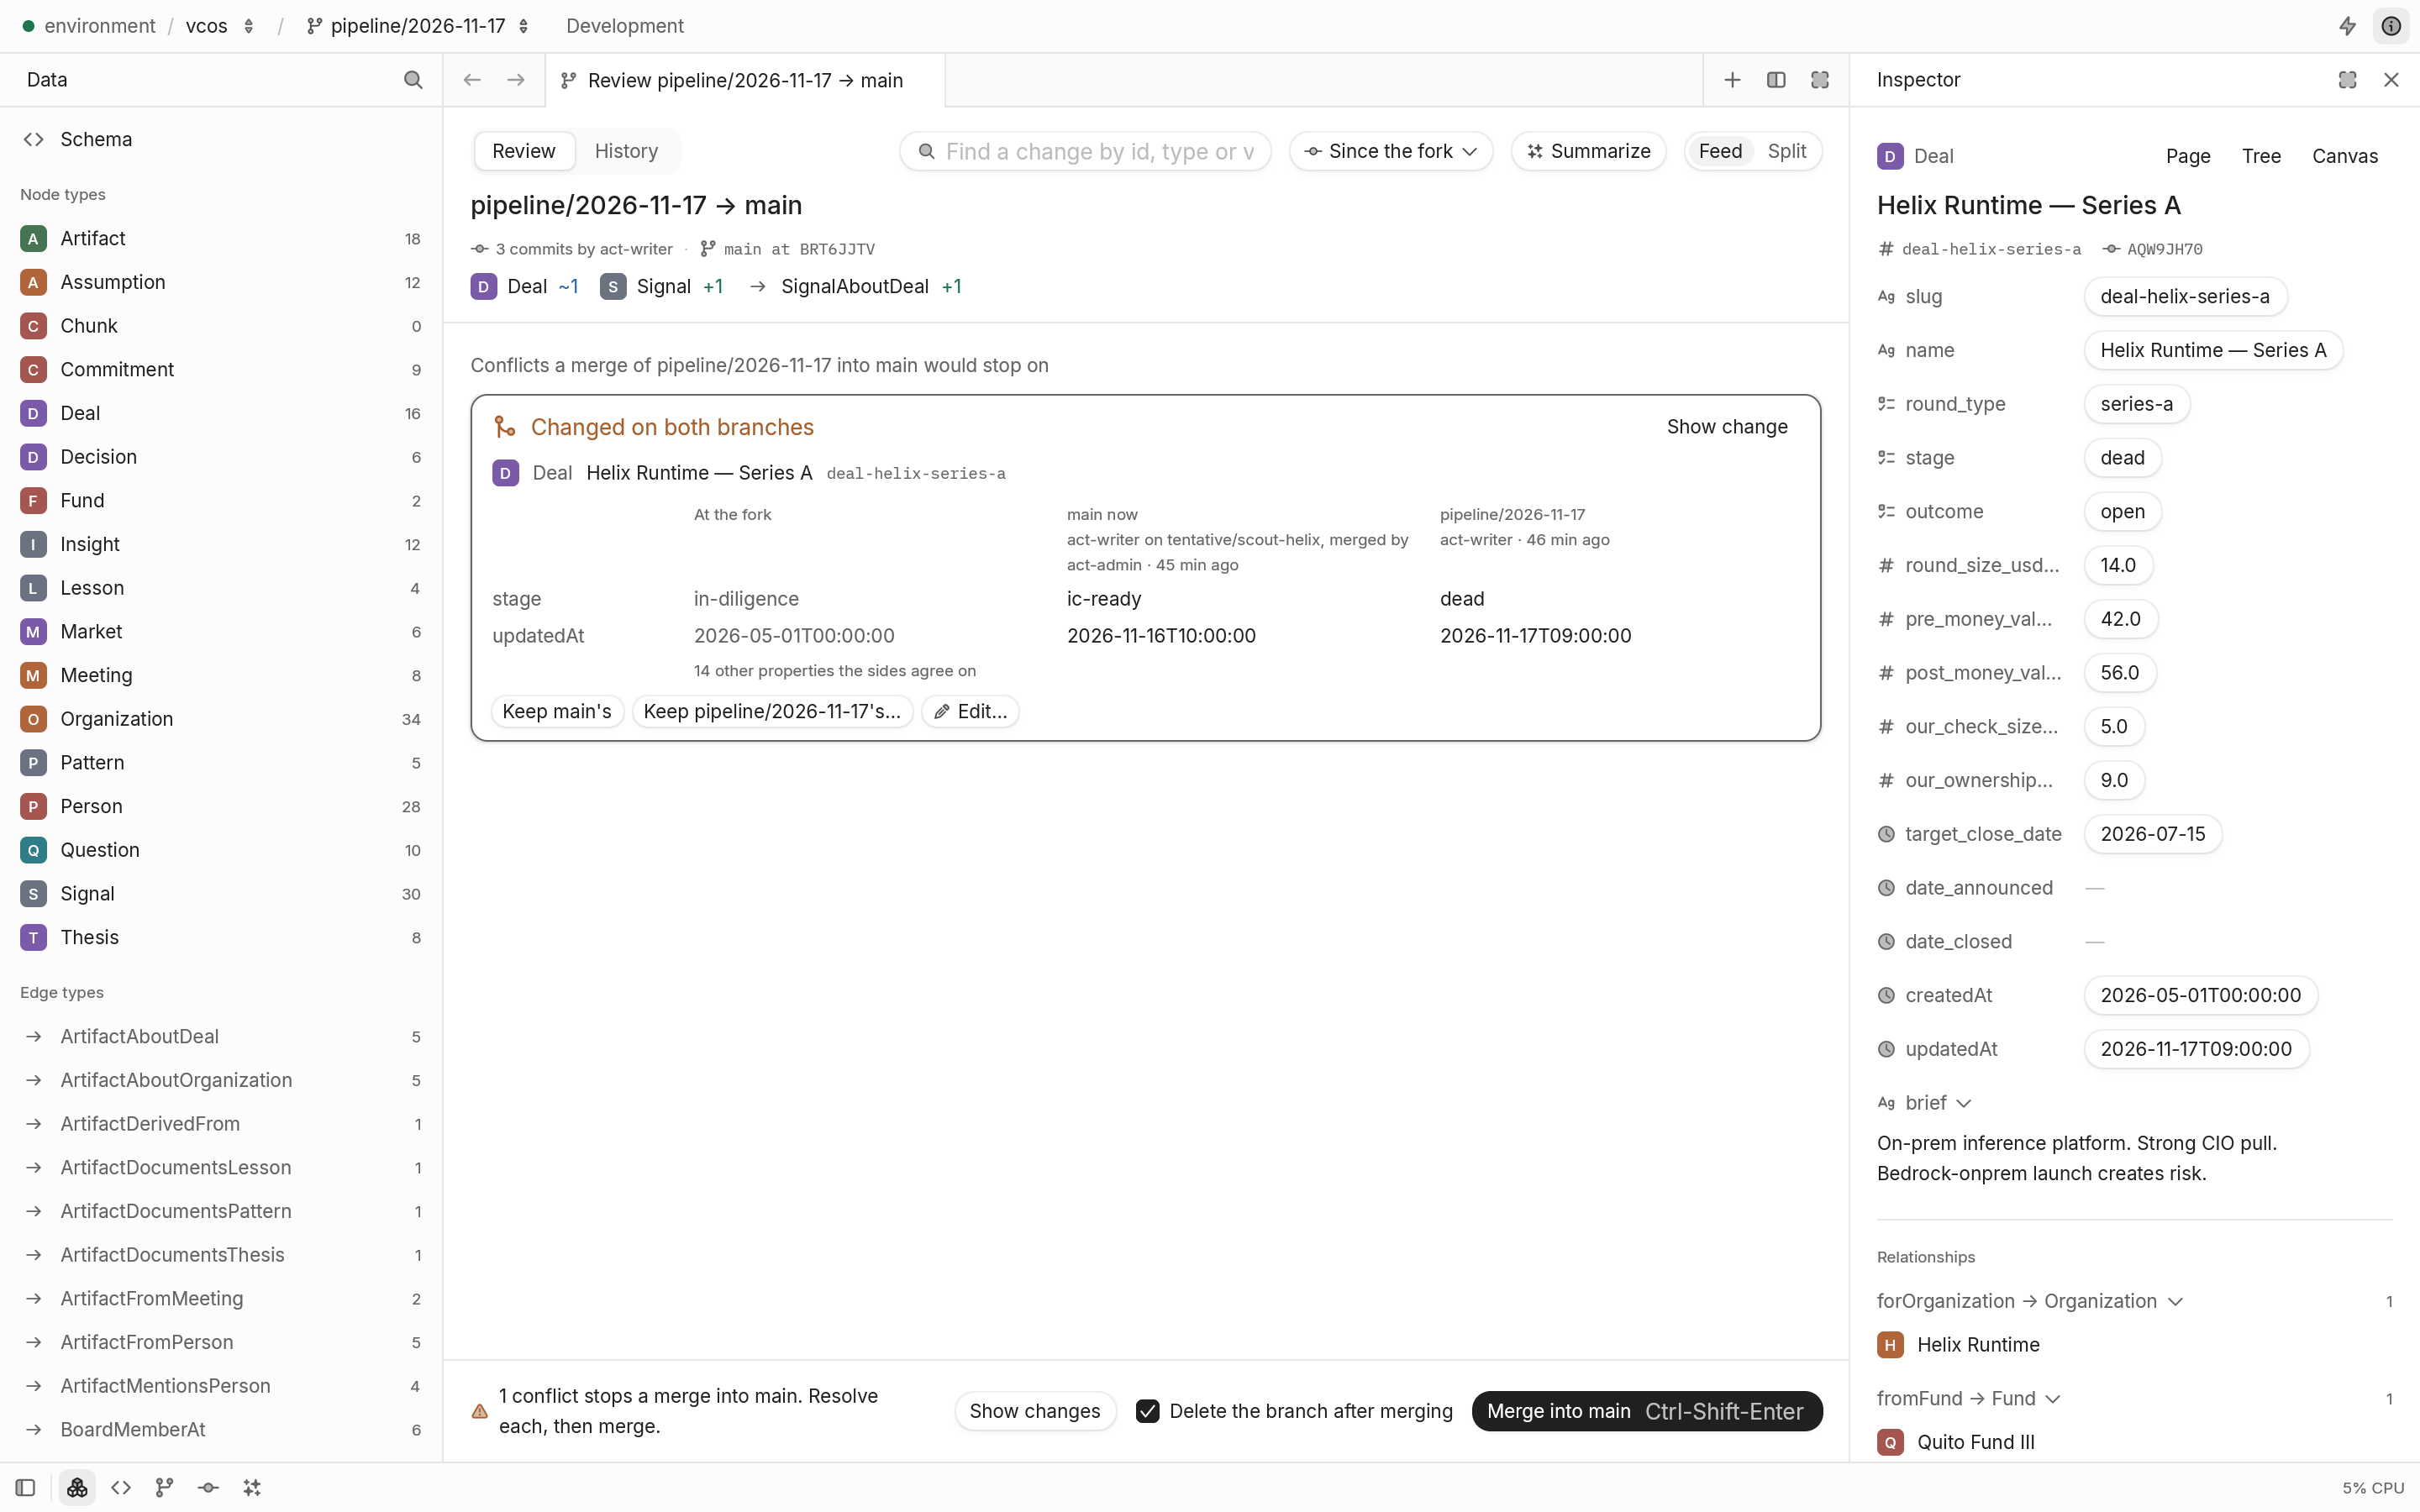 environment / vcos / pipeline/2026-11-17 Development
Data
Review pipeline/2026-11-17 → main
Inspector
Schema
Node types
A Artifact 18
A Assumption 12
C Chunk 0
C Commitment 9
D Deal 16
D Decision 6
F Fund 2
I Insight 12
L Lesson 4
M Market 6
M Meeting 8
O Organization 34
P Pattern 5
P Person 28
Q Question 10
S Signal 30
T Thesis 8
Edge types
→ ArtifactAboutDeal 5
→ ArtifactAboutOrganization 5
→ ArtifactDerivedFrom 1
→ ArtifactDocumentsLesson 1
→ ArtifactDocumentsPattern 1
→ ArtifactDocumentsThesis 1
→ ArtifactFromMeeting 2
→ ArtifactFromPerson 5
→ ArtifactMentionsPerson 4
→ BoardMemberAt 6
Review History
Find a change by id, type or v
Since the fork
Summarize
Feed Split
pipeline/2026-11-17 → main
3 commits by act-writer · main at BRT6JJTV
D Deal ~1 S Signal +1 → SignalAboutDeal +1
Conflicts a merge of pipeline/2026-11-17 into main would stop on
Changed on both branches
Show change
D Deal Helix Runtime — Series A deal-helix-series-a
At the fork
main now
act-writer on tentative/scout-helix, merged by
act-admin · 45 min ago
pipeline/2026-11-17
act-writer · 46 min ago
stage in-diligence ic-ready dead
updatedAt 2026-05-01T00:00:00 2026-11-16T10:00:00 2026-11-17T09:00:00
14 other properties the sides agree on
Keep main's
Keep pipeline/2026-11-17's...
Edit...
1 conflict stops a merge into main. Resolve
each, then merge.
Show changes
Delete the branch after merging
Merge into main Ctrl-Shift-Enter
D Deal
Page Tree Canvas
Helix Runtime — Series A
# deal-helix-series-a AQW9JH70
Ag slug deal-helix-series-a
Ag name Helix Runtime — Series A
round_type series-a
stage dead
outcome open
# round_size_usd... 14.0
# pre_money_val... 42.0
# post_money_val... 56.0
# our_check_size... 5.0
# our_ownership... 9.0
target_close_date 2026-07-15
date_announced —
date_closed —
createdAt 2026-05-01T00:00:00
updatedAt 2026-11-17T09:00:00
Ag brief
On-prem inference platform. Strong CIO pull.
Bedrock-onprem launch creates risk.
Relationships
forOrganization → Organization 1
H Helix Runtime
fromFund → Fund 1
Q Quito Fund III
5% CPU